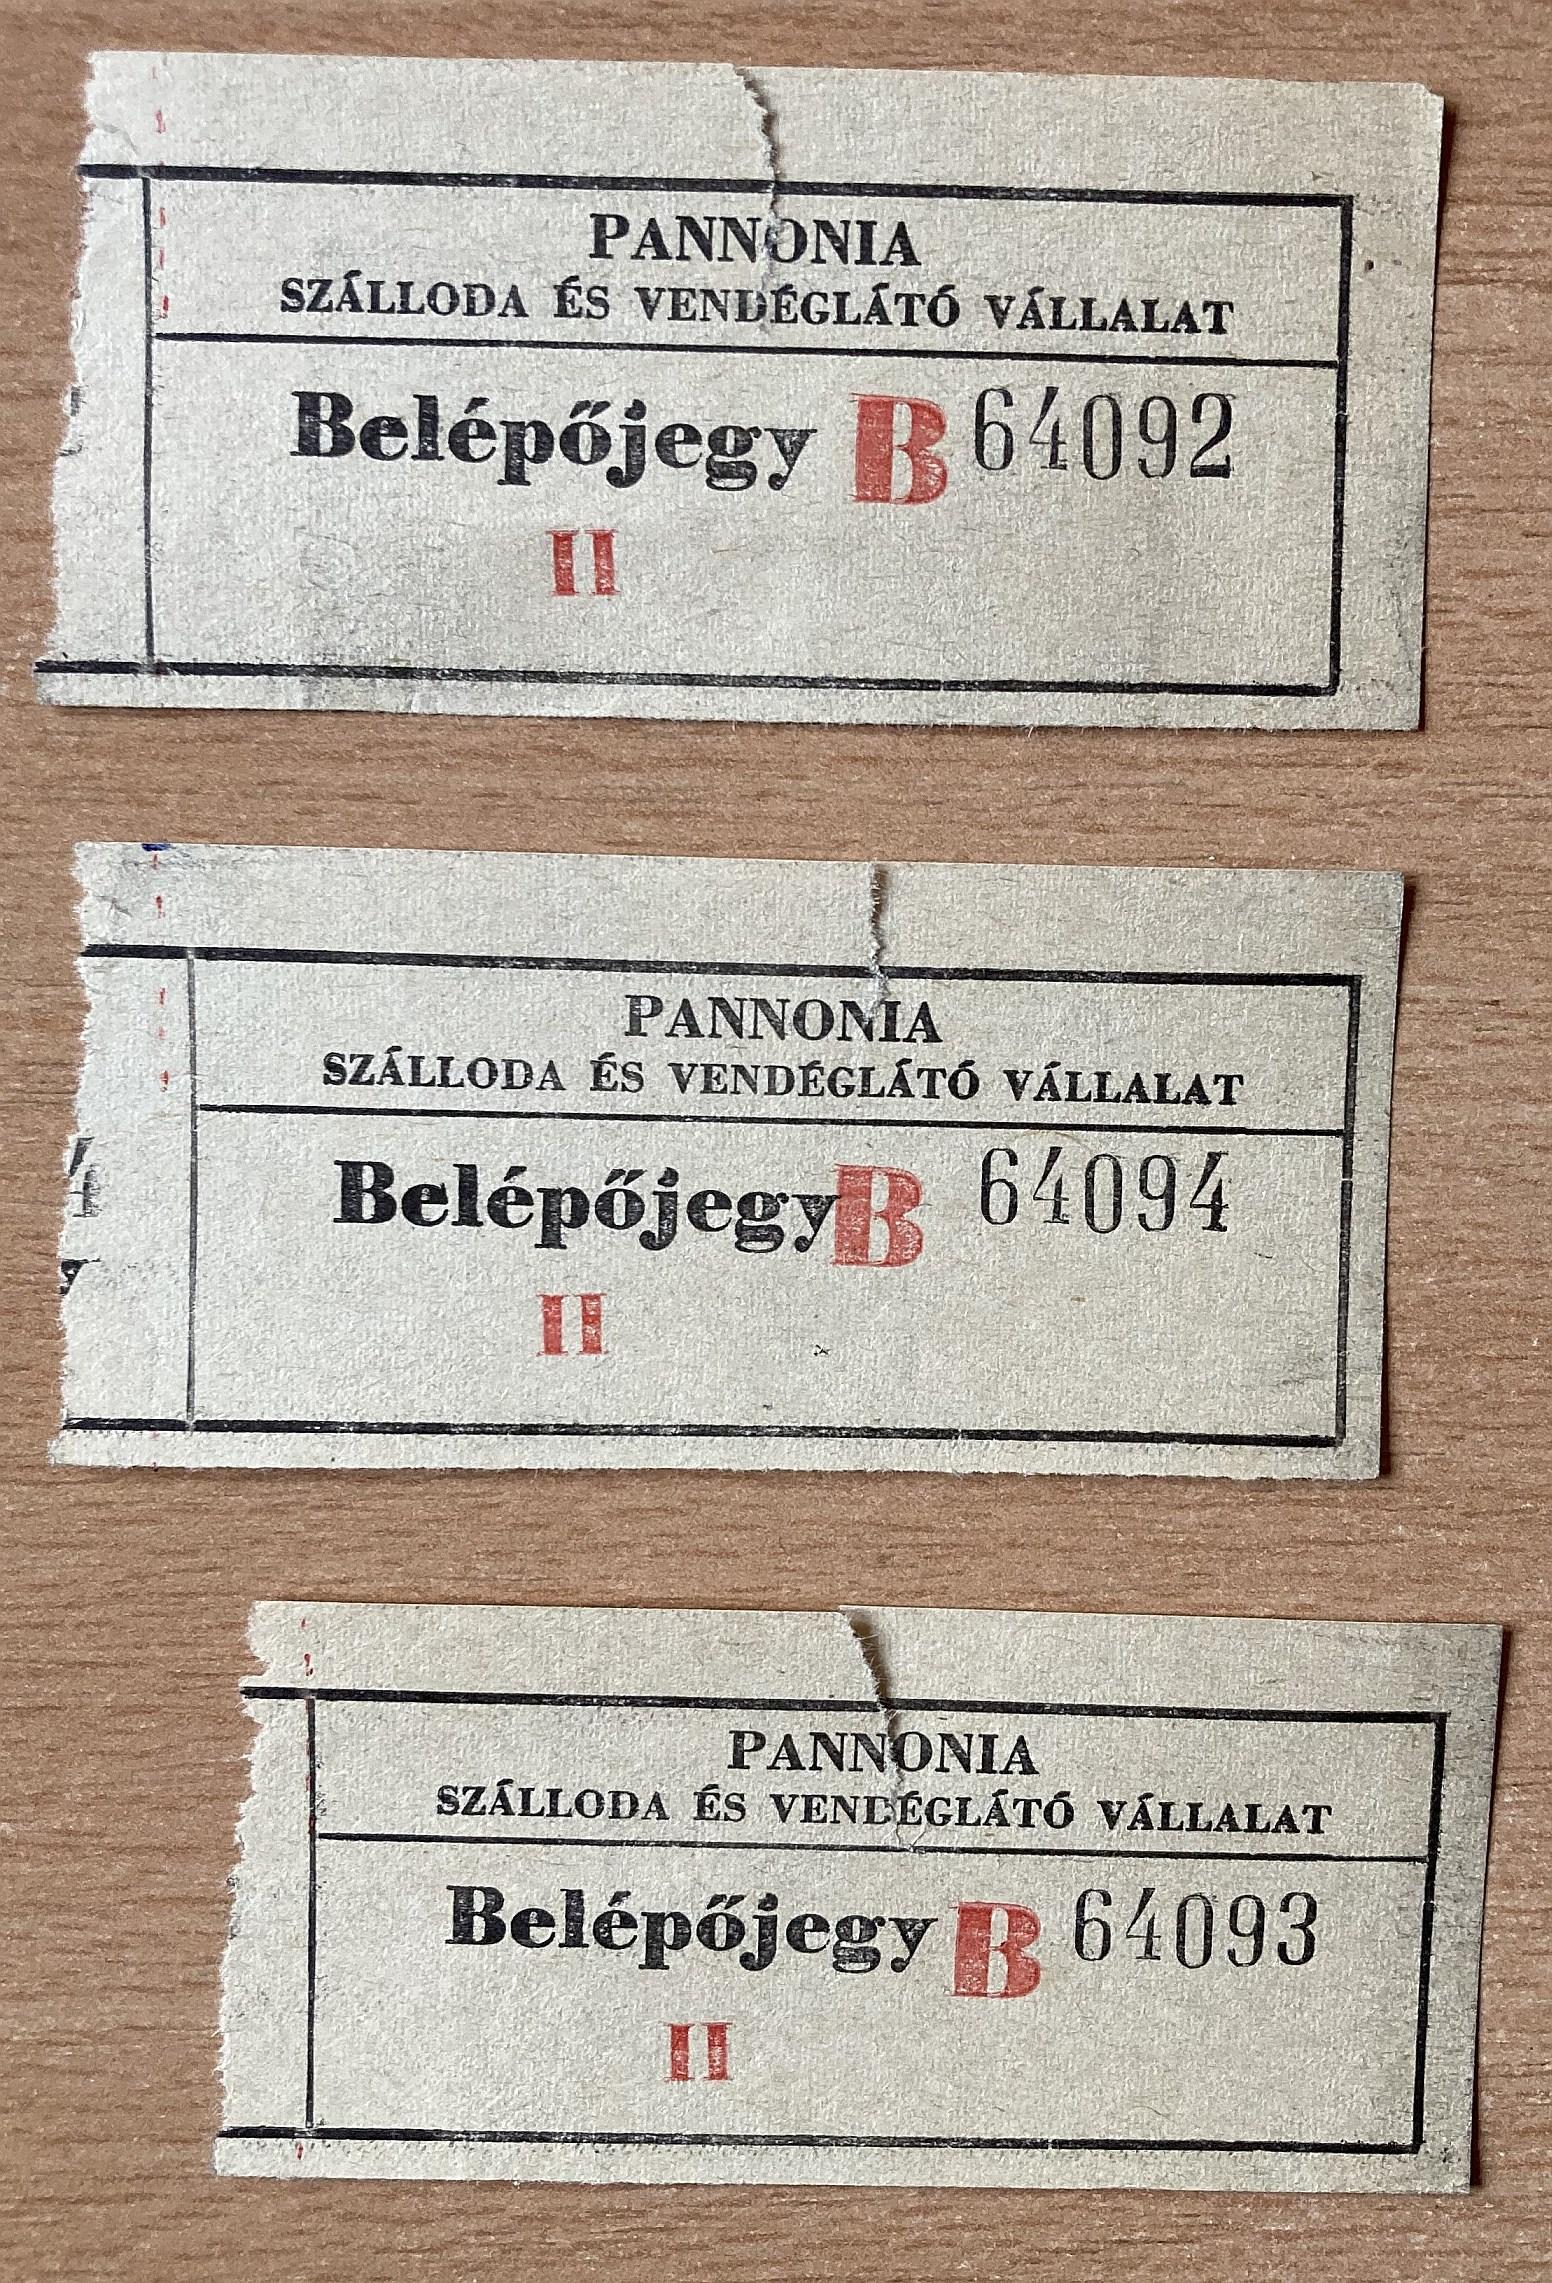 PANNONIA
SZÁLLODA ÉS VENDÉGLÁTÓ VÁLLALAT
Belépőjegy B 64092
II
PANNONIA
SZÁLLODA ÉS VENDÉGLÁTÓ VÁLLALAT
Belépőjegy B 64094
II
PANNONIA
SZÁLLODA ÉS VENDÉGLÁTÓ VÁLLALAT
Belépőjegy B 64093
II